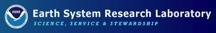 Earth System Research Laboratory
SCIENCE, SERVICE & STEWARDSHIP